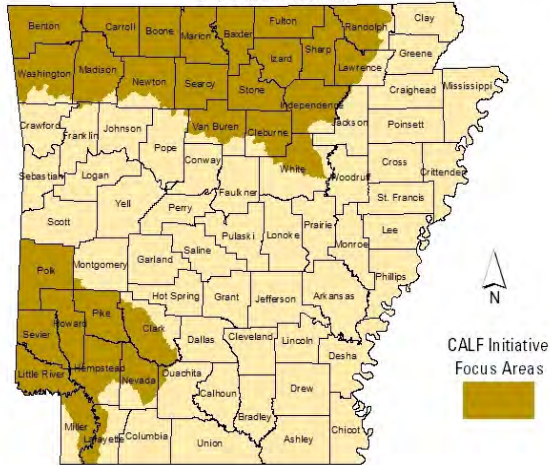 Benton
Carroll
Boone
Marion
Baxter
Fulton
Randolph
Clay
Sharp
Izard
Greene
Washington
Madison
Newton
Searcy
Stone
Lawrence
Mississippi
Independence
Craighead
Crawford
Franklin
Johnson
Van Buren
Cleburne
Jackson
Poinsett
Pope
Conway
White
Woodruff
Cross
Crittenden
Sebastian
Logan
Faulkner
St. Francis
Scott
Yell
Perry
Pulaski
Lonoke
Prairie
Monroe
Lee
Phillips
Polk
Montgomery
Garland
Saline
Hot Spring
Grant
Jefferson
Arkansas
N
Howard
Pike
Clark
Dallas
Cleveland
Lincoln
Desha
Sevier
Little River
Hempstead
Nevada
Ouachita
Calhoun
Drew
Bradley
Miller
Lafayette
Columbia
Union
Ashley
Chicot
CALF Initiative
Focus Areas